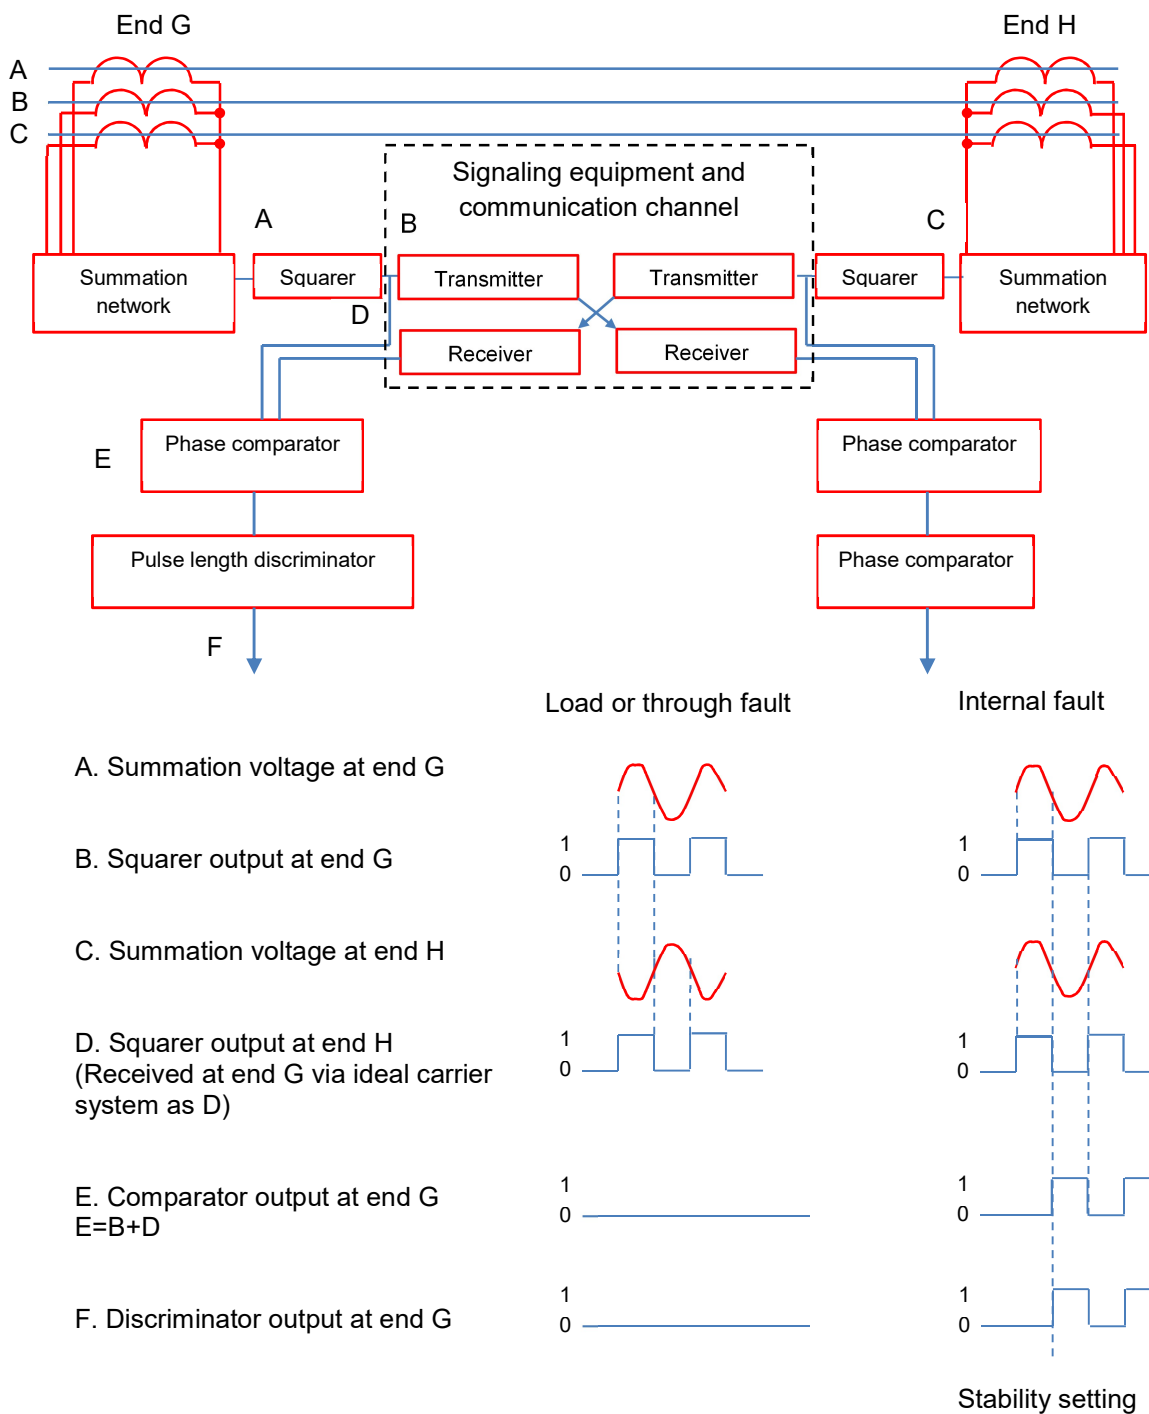 End G
End H
A
B
C
Signaling equipment and
communication channel
A
B
C
Summation
network
Squarer
Transmitter
Transmitter
Squarer
Summation
network
D
Receiver
Receiver
Phase comparator
Phase comparator
E
Pulse length discriminator
Phase comparator
F
Load or through fault
Internal fault
A. Summation voltage at end G
B. Squarer output at end G
1
0
1
0
C. Summation voltage at end H
D. Squarer output at end H
(Received at end G via ideal carrier
system as D)
1
0
1
0
E. Comparator output at end G
E=B+D
1
0
1
0
F. Discriminator output at end G
1
0
1
0
Stability setting